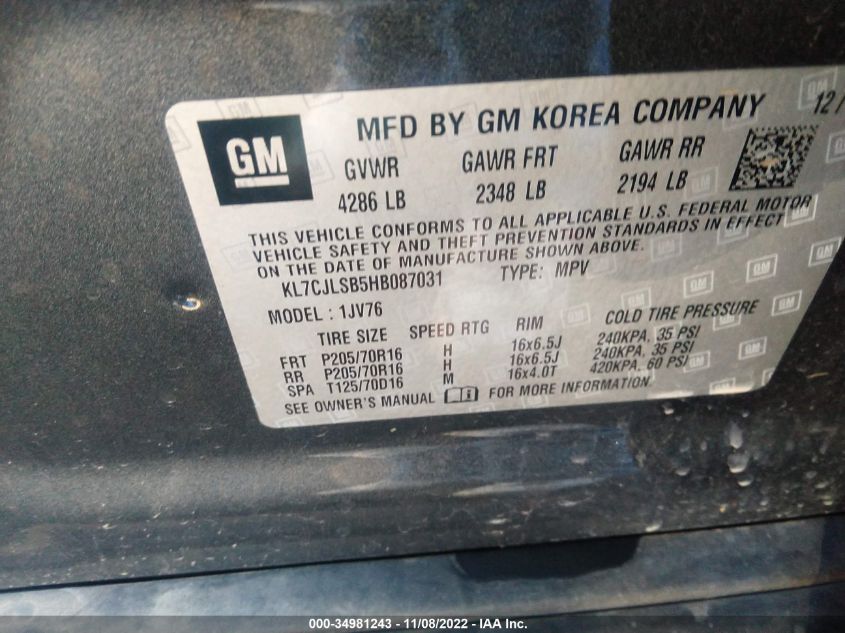 GM
MFD BY GM KOREA COMPANY 12/
GVWR GAWR FRT GAWR RR
4286 LB 2348 LB 2194 LB
THIS VEHICLE CONFORMS TO ALL APPLICABLE U.S. FEDERAL MOTOR
VEHICLE SAFETY AND THEFT PREVENTION STANDARDS IN EFFECT
ON THE DATE OF MANUFACTURE SHOWN ABOVE.
KL7CJLSB5HB087031 TYPE: MPV
MODEL : 1JV76
TIRE SIZE SPEED RTG RIM COLD TIRE PRESSURE
FRT P205/70R16 H 16x6.5J 240KPA, 35 PSI
RR P205/70R16 H 16x6.5J 240KPA, 35 PSI
SPA T125/70D16 M 16x4.0T 420KPA, 60 PSI
SEE OWNER'S MANUAL FOR MORE INFORMATION.
000-34981243 - 11/08/2022 - IAA Inc.